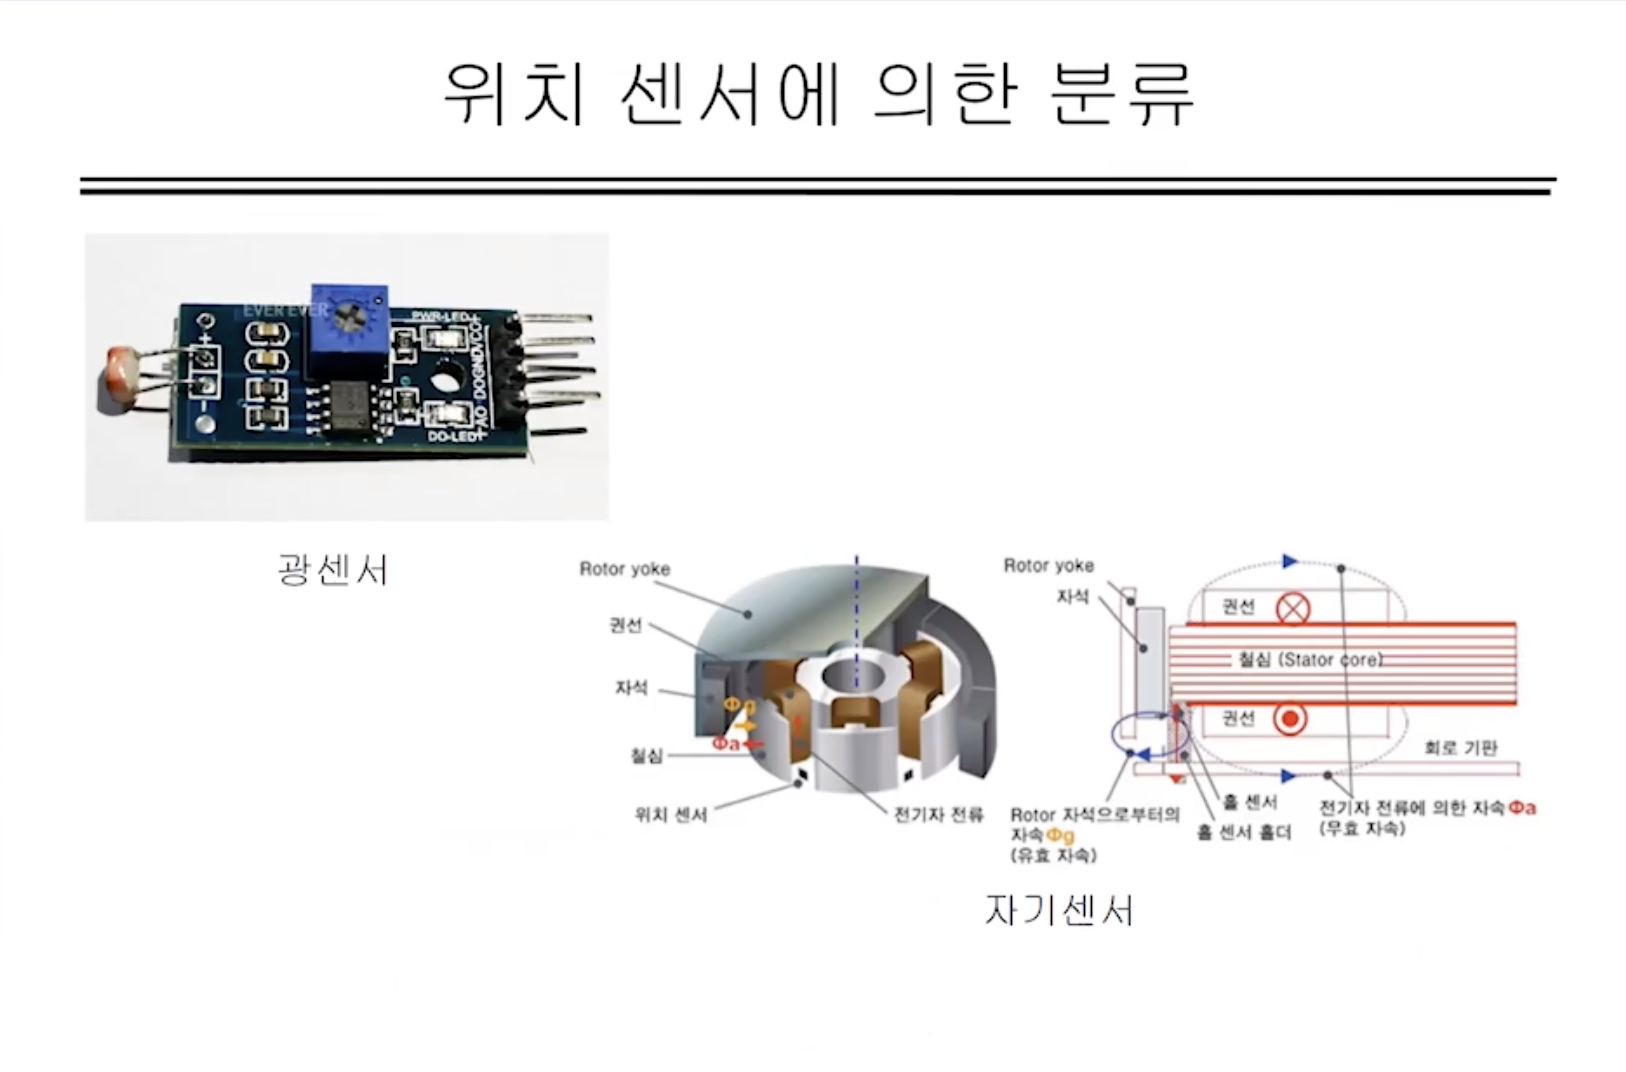 위치 센서에 의한 분류
EVER EVER
PWR-LED
DO-LED
AO DO GND VCC
+
-
광센서
Rotor yoke
권선
자석
Φg
Φa
철심
위치 센서
전기자 전류
Rotor yoke
자석
권선
철심 (Stator core)
권선
회로 기판
홀 센서
홀 센서 홀더
Rotor 자석으로부터의
자속 Φg
(유효 자속)
전기자 전류에 의한 자속 Φa
(무효 자속)
자기센서